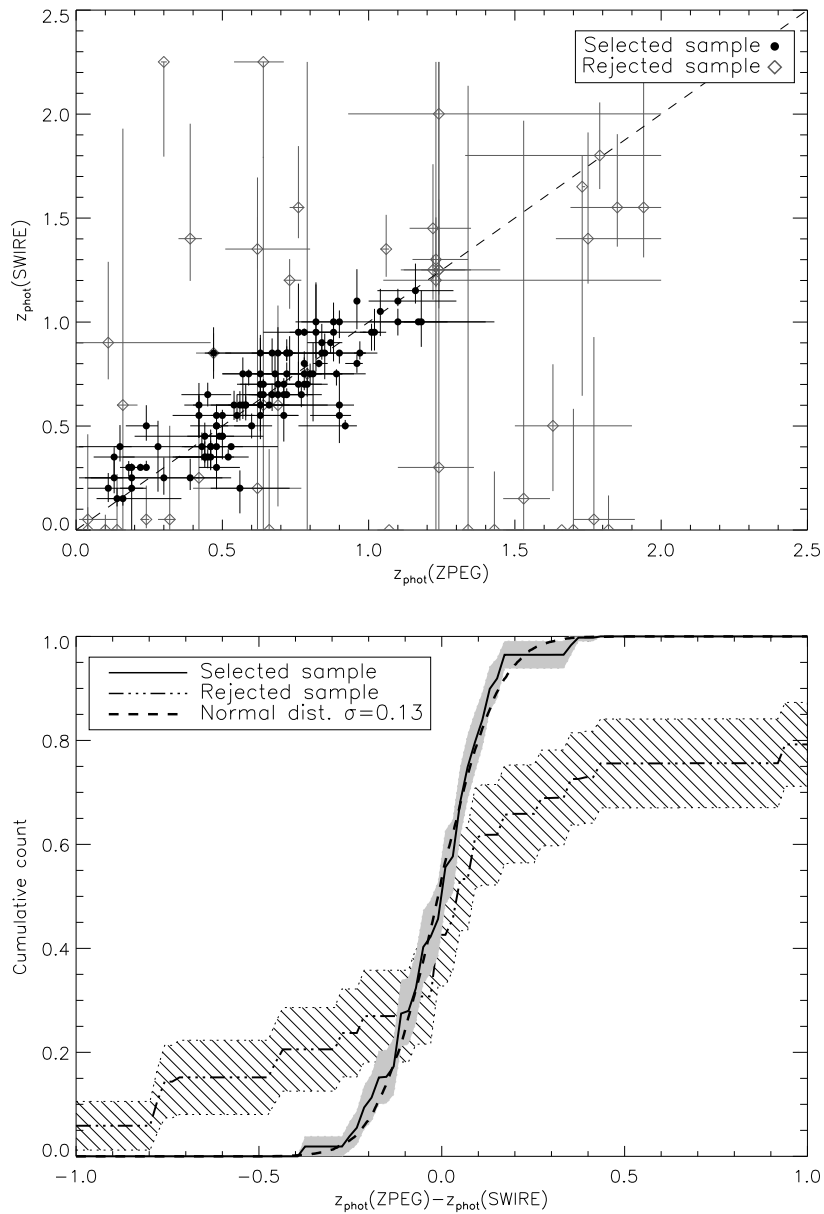 2.5
2.0
1.5
1.0
0.5
0.0
z_phot(SWIRE)
Selected sample
Rejected sample
0.0 0.5 1.0 1.5 2.0 2.5
z_phot(ZPEG)
1.0
0.8
0.6
0.4
0.2
0.0
Cumulative count
Selected sample
Rejected sample
Normal dist. σ=0.13
−1.0 −0.5 0.0 0.5 1.0
z_phot(ZPEG)−z_phot(SWIRE)